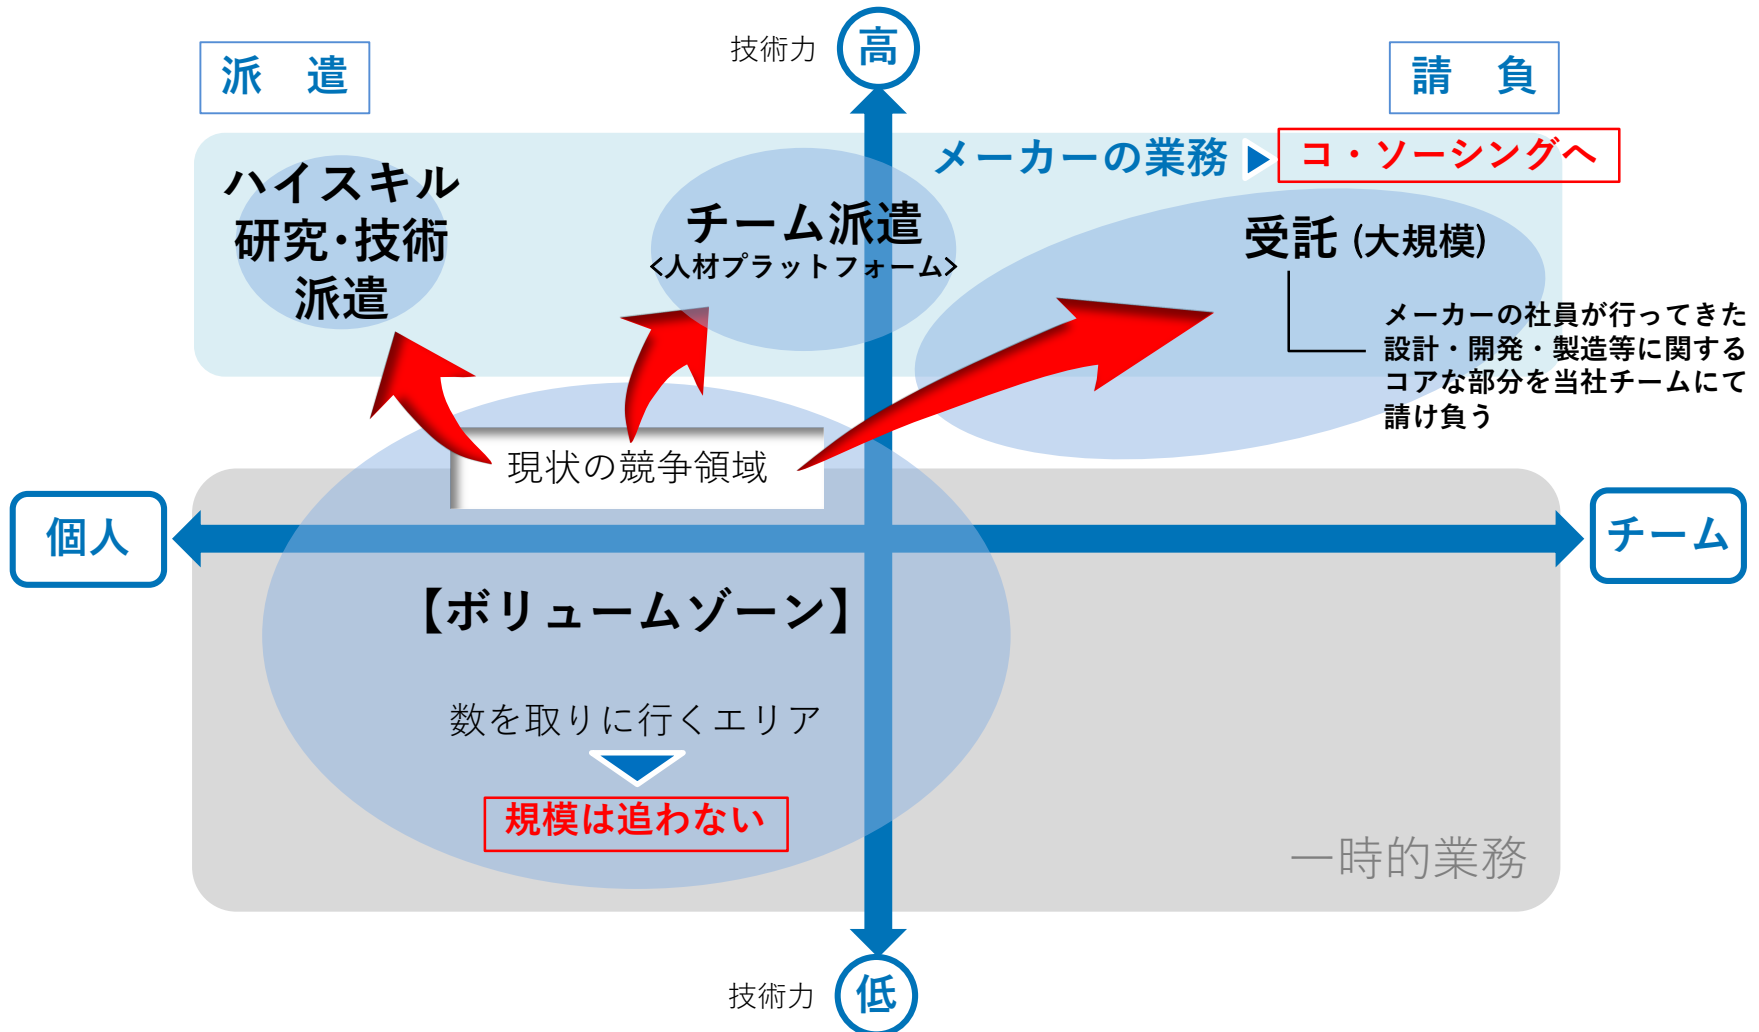 技術力
高
派　遣
請　負
メーカーの業務
コ・ソーシングへ
ハイスキル
研究・技術
派遣
チーム派遣
<人材プラットフォーム>
受託 (大規模)
メーカーの社員が行ってきた
設計・開発・製造等に関する
コアな部分を当社チームにて
請け負う
現状の競争領域
個人
チーム
【ボリュームゾーン】
数を取りに行くエリア
規模は追わない
一時的業務
技術力
低